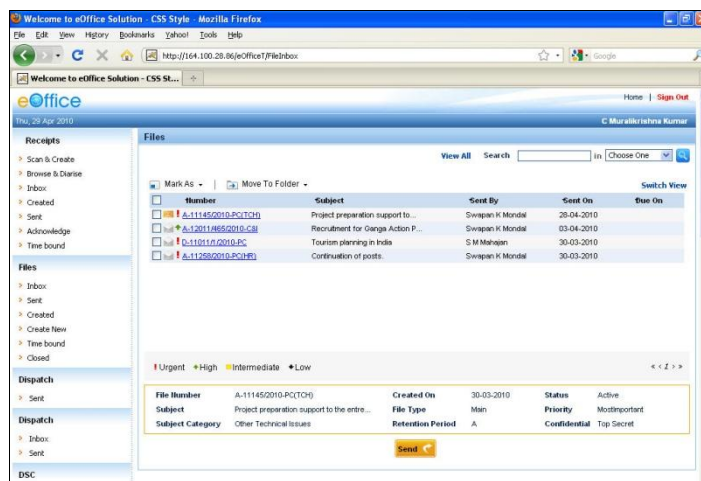 Welcome to eOffice Solution - CSS Style - Mozilla Firefox
File Edit View History Bookmarks Yahoo! Tools Help
http://164.100.28.86/eOfficeT/FileInbox
Google
Welcome to eOffice Solution - CSS St...
eOffice
Home | Sign Out
Thu, 29 Apr 2010
C Muralikrishna Kumar
Receipts
Scan & Create
Browse & Diarise
Inbox
Created
Sent
Acknowledge
Time bound
Files
Inbox
Sent
Created
Create New
Time bound
Closed
Dispatch
Sent
Dispatch
Inbox
Sent
DSC
Files
View All Search in Choose One
Mark As Move To Folder Switch View
Number Subject Sent By Sent On Due On
A-11145/2010-PC(TCH) Project preparation support to... Swapan K Mondal 28-04-2010
A-12011/465/2010-C&I Recruitment for Ganga Action P... Swapan K Mondal 03-04-2010
D-11011/1/2010-PC Tourism planning in India S M Mahajan 30-03-2010
A-11258/2010-PC(HR) Continuation of posts. Swapan K Mondal 30-03-2010
Urgent High Intermediate Low « < 1 > »
File Number A-11145/2010-PC(TCH) Created On 30-03-2010 Status Active
Subject Project preparation support to the entre... File Type Main Priority MostImportant
Subject Category Other Technical Issues Retention Period A Confidential Top Secret
Send